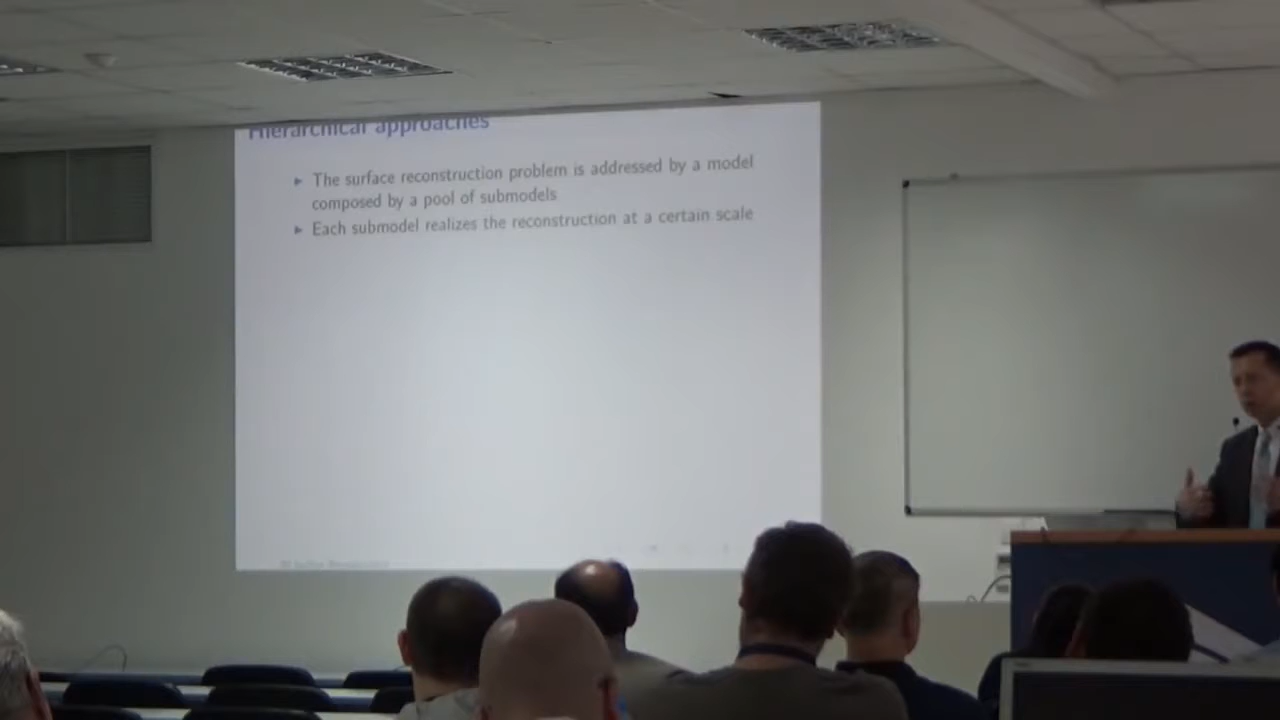 Hierarchical approaches
▸ The surface reconstruction problem is addressed by a model
composed by a pool of submodels
▸ Each submodel realizes the reconstruction at a certain scale